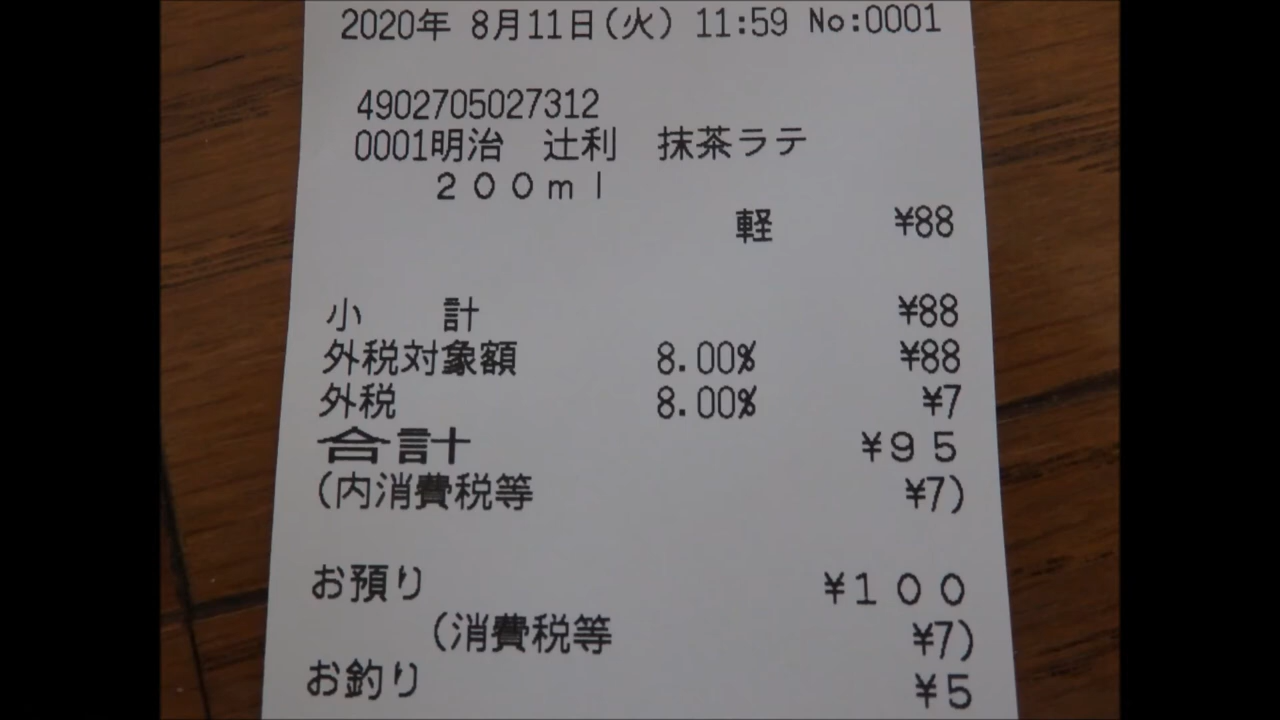 2020年 8月11日(火) 11:59 No:0001
4902705027312
0001明治 辻利 抹茶ラテ
200ml
軽 ¥88
小 計 ¥88
外税対象額 8.00% ¥88
外税 8.00% ¥7
合計 ¥95
(内消費税等 ¥7)
お預り ¥100
(消費税等 ¥7)
お釣り ¥5